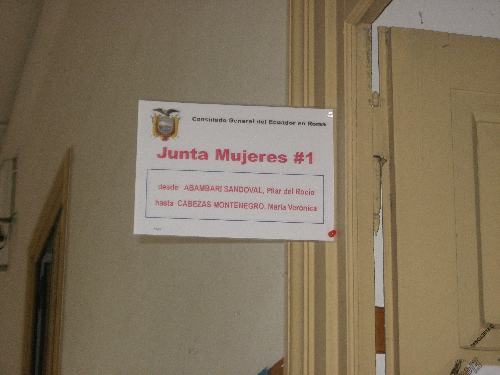 Consulado General del Ecuador en Roma
Junta Mujeres #1
desde ABAMBARI SANDOVAL, Pilar del Rocio
hasta CABEZAS MONTENEGRO, María Verónica